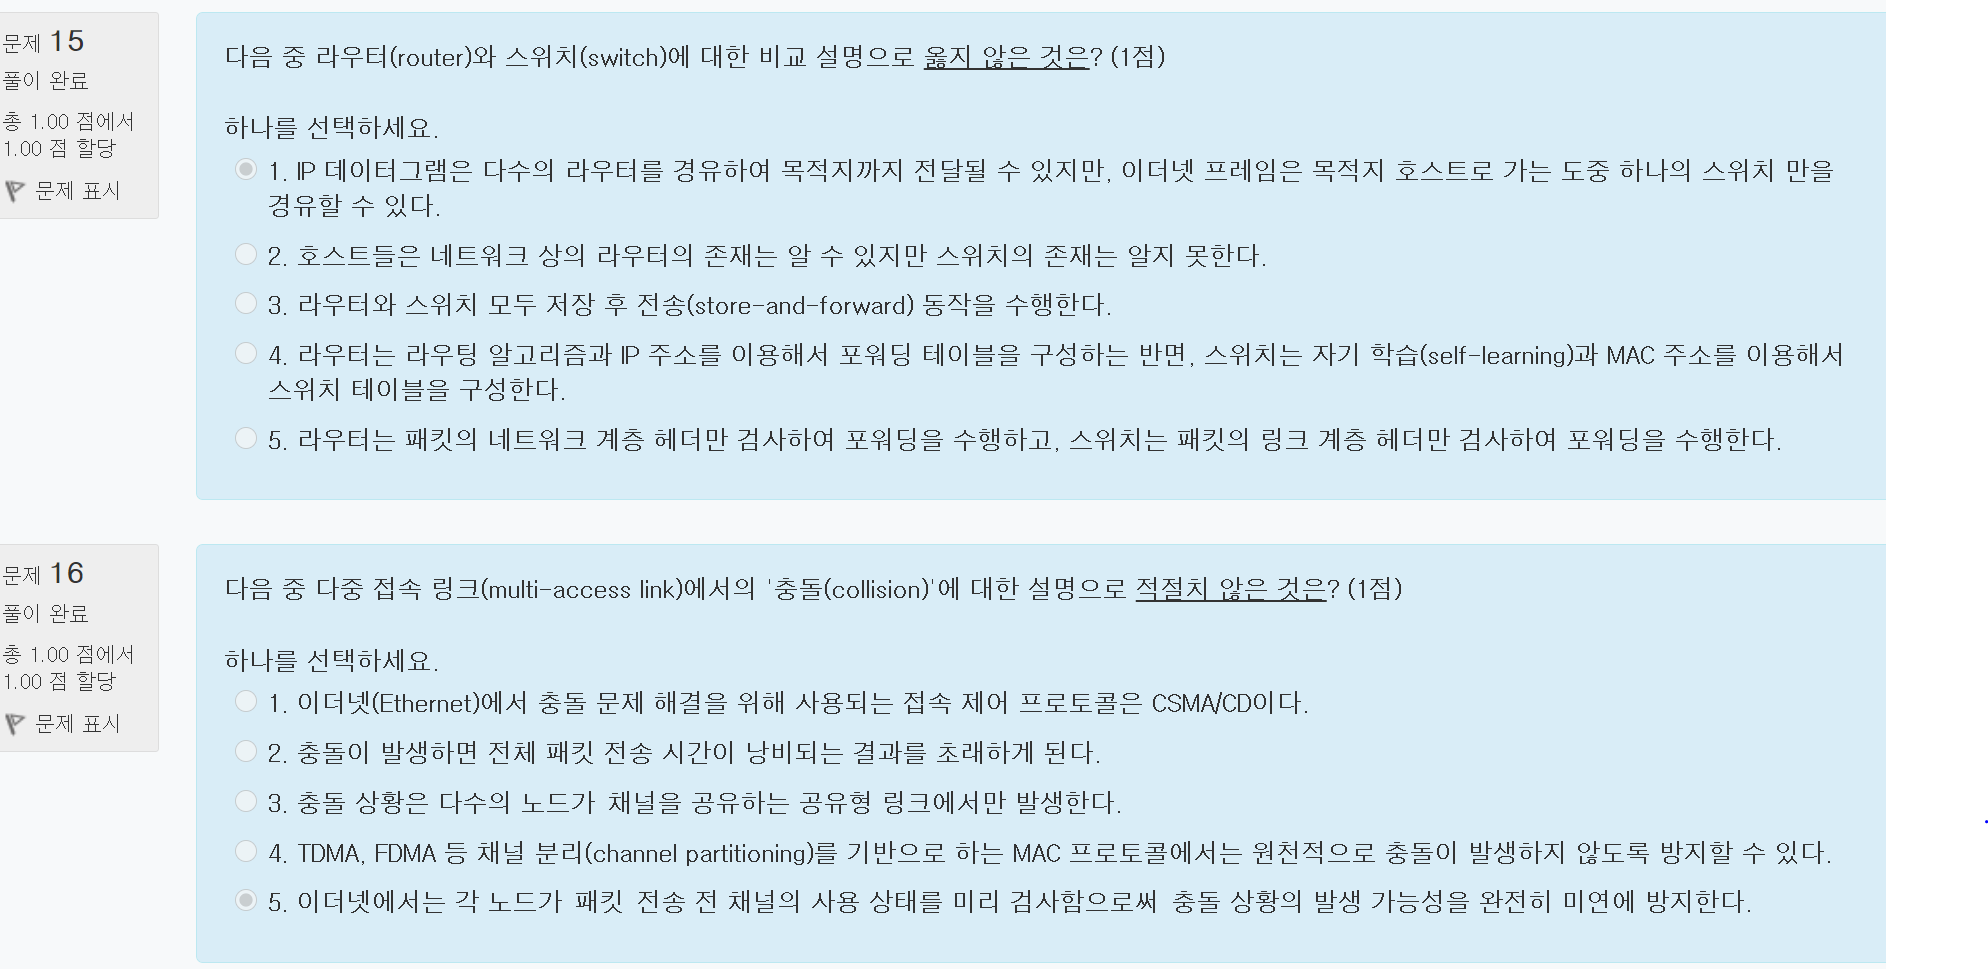 문제 15
풀이 완료
총 1.00 점에서
1.00 점 할당
문제 표시
다음 중 라우터(router)와 스위치(switch)에 대한 비교 설명으로 옳지 않은 것은? (1점)
하나를 선택하세요.
1. IP 데이터그램은 다수의 라우터를 경유하여 목적지까지 전달될 수 있지만, 이더넷 프레임은 목적지 호스트로 가는 도중 하나의 스위치 만을
경유할 수 있다.
2. 호스트들은 네트워크 상의 라우터의 존재는 알 수 있지만 스위치의 존재는 알지 못한다.
3. 라우터와 스위치 모두 저장 후 전송(store-and-forward) 동작을 수행한다.
4. 라우터는 라우팅 알고리즘과 IP 주소를 이용해서 포워딩 테이블을 구성하는 반면, 스위치는 자기 학습(self-learning)과 MAC 주소를 이용해서
스위치 테이블을 구성한다.
5. 라우터는 패킷의 네트워크 계층 헤더만 검사하여 포워딩을 수행하고, 스위치는 패킷의 링크 계층 헤더만 검사하여 포워딩을 수행한다.
문제 16
풀이 완료
총 1.00 점에서
1.00 점 할당
문제 표시
다음 중 다중 접속 링크(multi-access link)에서의 '충돌(collision)'에 대한 설명으로 적절치 않은 것은? (1점)
하나를 선택하세요.
1. 이더넷(Ethernet)에서 충돌 문제 해결을 위해 사용되는 접속 제어 프로토콜은 CSMA/CD이다.
2. 충돌이 발생하면 전체 패킷 전송 시간이 낭비되는 결과를 초래하게 된다.
3. 충돌 상황은 다수의 노드가 채널을 공유하는 공유형 링크에서만 발생한다.
4. TDMA, FDMA 등 채널 분리(channel partitioning)를 기반으로 하는 MAC 프로토콜에서는 원천적으로 충돌이 발생하지 않도록 방지할 수 있다.
5. 이더넷에서는 각 노드가 패킷 전송 전 채널의 사용 상태를 미리 검사함으로써 충돌 상황의 발생 가능성을 완전히 미연에 방지한다.